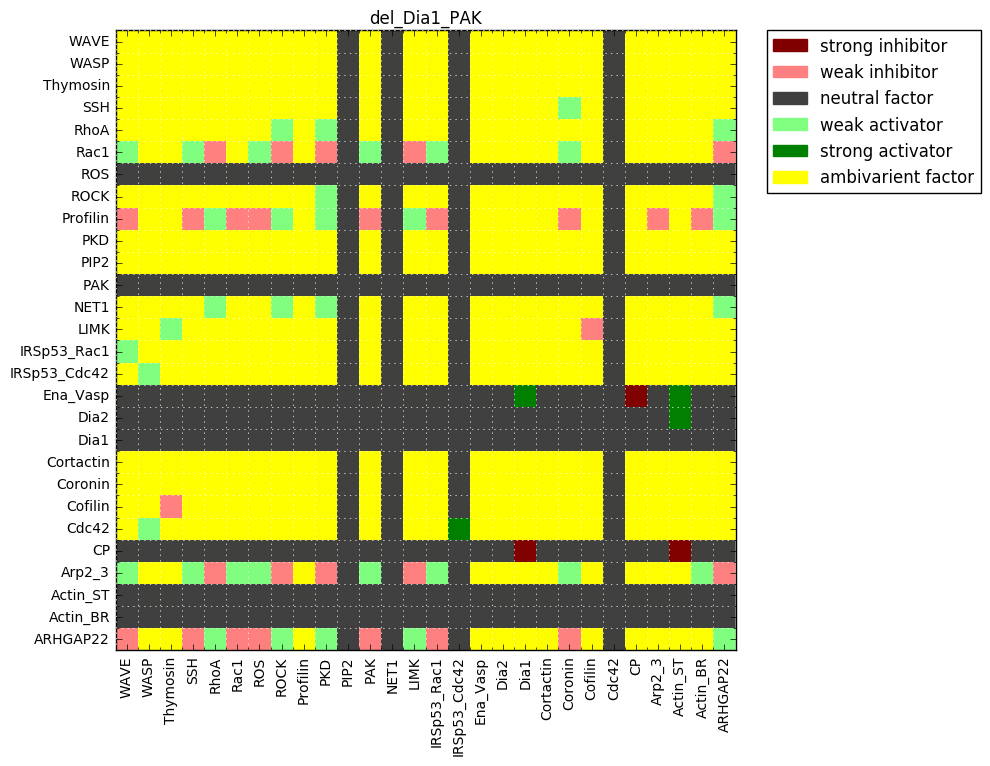 del_Dia1_PAK
WAVE
WASP
Thymosin
SSH
RhoA
Rac1
ROS
ROCK
Profilin
PKD
PIP2
PAK
NET1
LIMK
IRSp53_Rac1
IRSp53_Cdc42
Ena_Vasp
Dia2
Dia1
Cortactin
Coronin
Cofilin
Cdc42
CP
Arp2_3
Actin_ST
Actin_BR
ARHGAP22
WAVE
WASP
Thymosin
SSH
RhoA
Rac1
ROS
ROCK
Profilin
PKD
PIP2
PAK
NET1
LIMK
IRSp53_Rac1
IRSp53_Cdc42
Ena_Vasp
Dia2
Dia1
Cortactin
Coronin
Cofilin
Cdc42
CP
Arp2_3
Actin_ST
Actin_BR
ARHGAP22
strong inhibitor
weak inhibitor
neutral factor
weak activator
strong activator
ambivarient factor